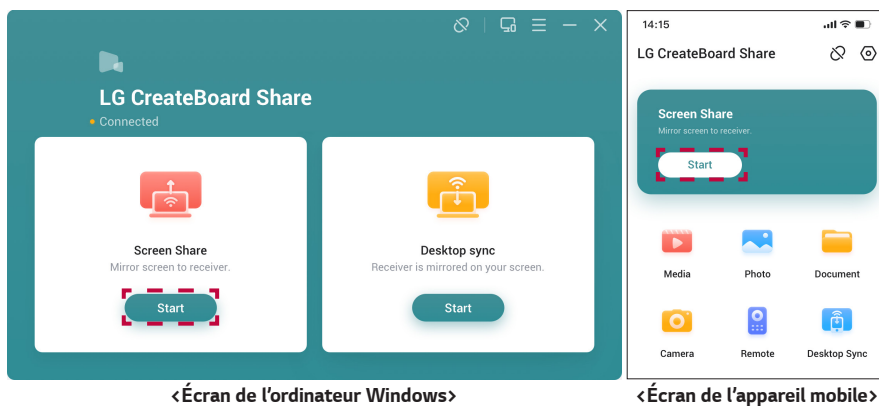 LG CreateBoard Share
Connected
Screen Share
Mirror screen to receiver.
Start
Desktop sync
Receiver is mirrored on your screen.
Start
<Écran de l'ordinateur Windows>
14:15
LG CreateBoard Share
Screen Share
Mirror screen to receiver.
Start
Media Photo Document
Camera Remote Desktop Sync
<Écran de l'appareil mobile>